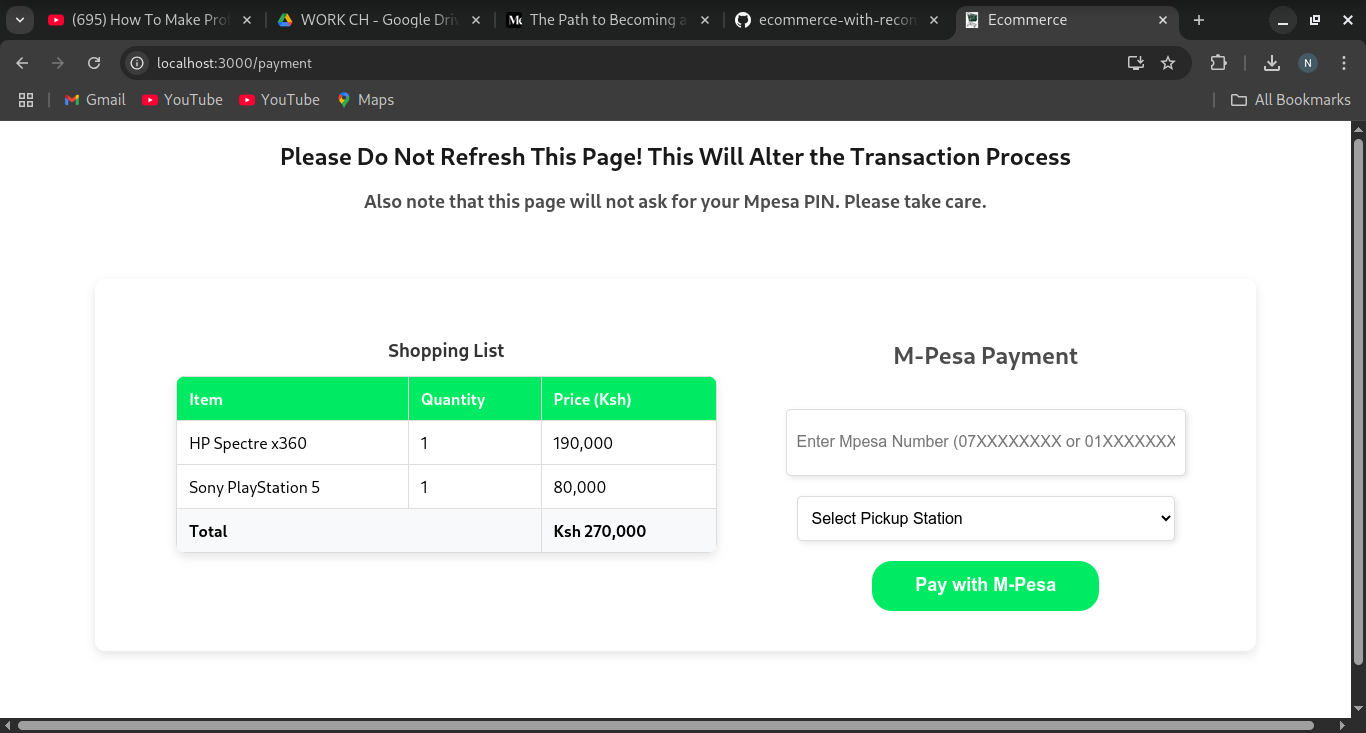 (695) How To Make Pro
WORK CH - Google Driv
The Path to Becoming a
ecommerce-with-recon
Ecommerce
localhost:3000/payment
N
Gmail
YouTube
YouTube
Maps
All Bookmarks
Please Do Not Refresh This Page! This Will Alter the Transaction Process
Also note that this page will not ask for your Mpesa PIN. Please take care.
Shopping List
Item Quantity Price (Ksh)
HP Spectre x360 1 190,000
Sony PlayStation 5 1 80,000
Total Ksh 270,000
M-Pesa Payment
Enter Mpesa Number (07XXXXXXXX or 01XXXXXXX
Select Pickup Station
Pay with M-Pesa